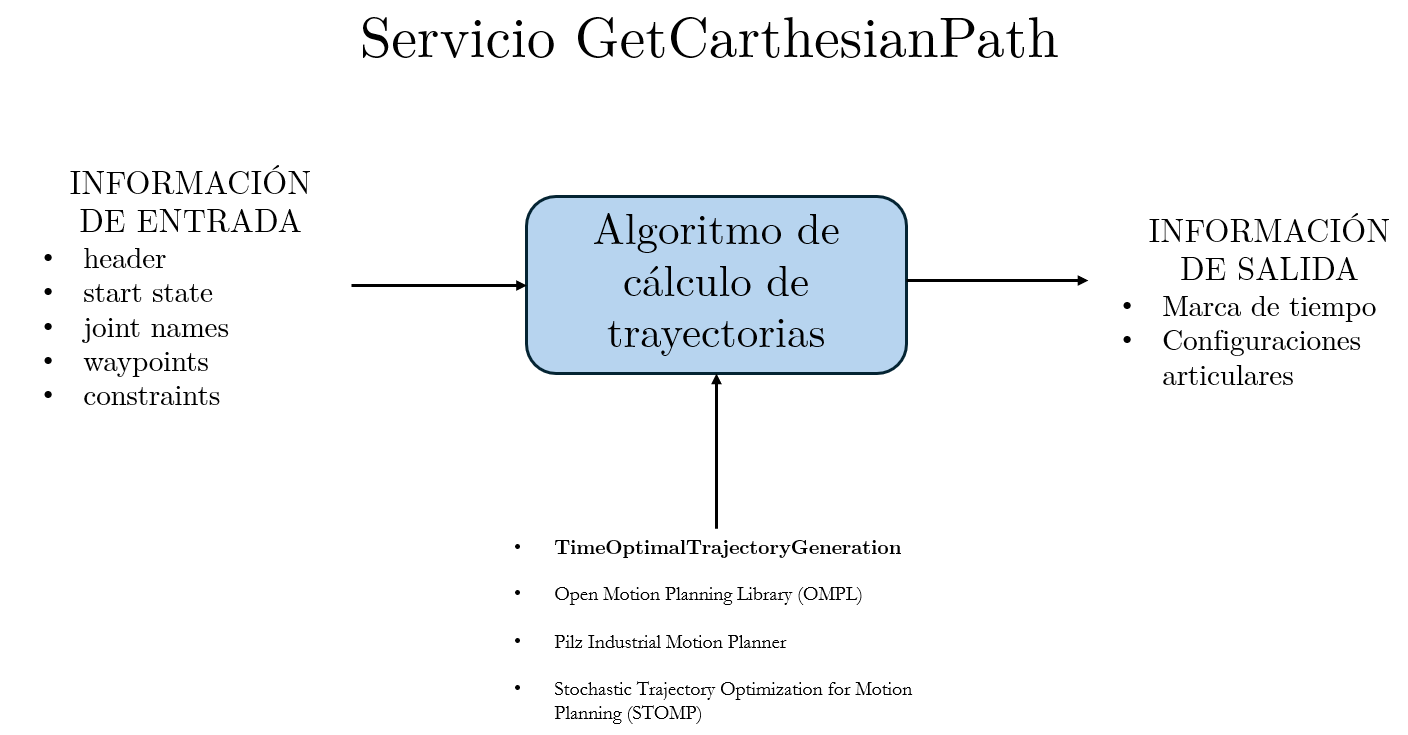 Servicio GetCarthesianPath
INFORMACIÓN
DE ENTRADA
• header
• start state
• joint names
• waypoints
• constraints
Algoritmo de
cálculo de
trayectorias
INFORMACIÓN
DE SALIDA
• Marca de tiempo
• Configuraciones
articulares
• TimeOptimalTrajectoryGeneration
• Open Motion Planning Library (OMPL)
• Pilz Industrial Motion Planner
• Stochastic Trajectory Optimization for Motion
Planning (STOMP)